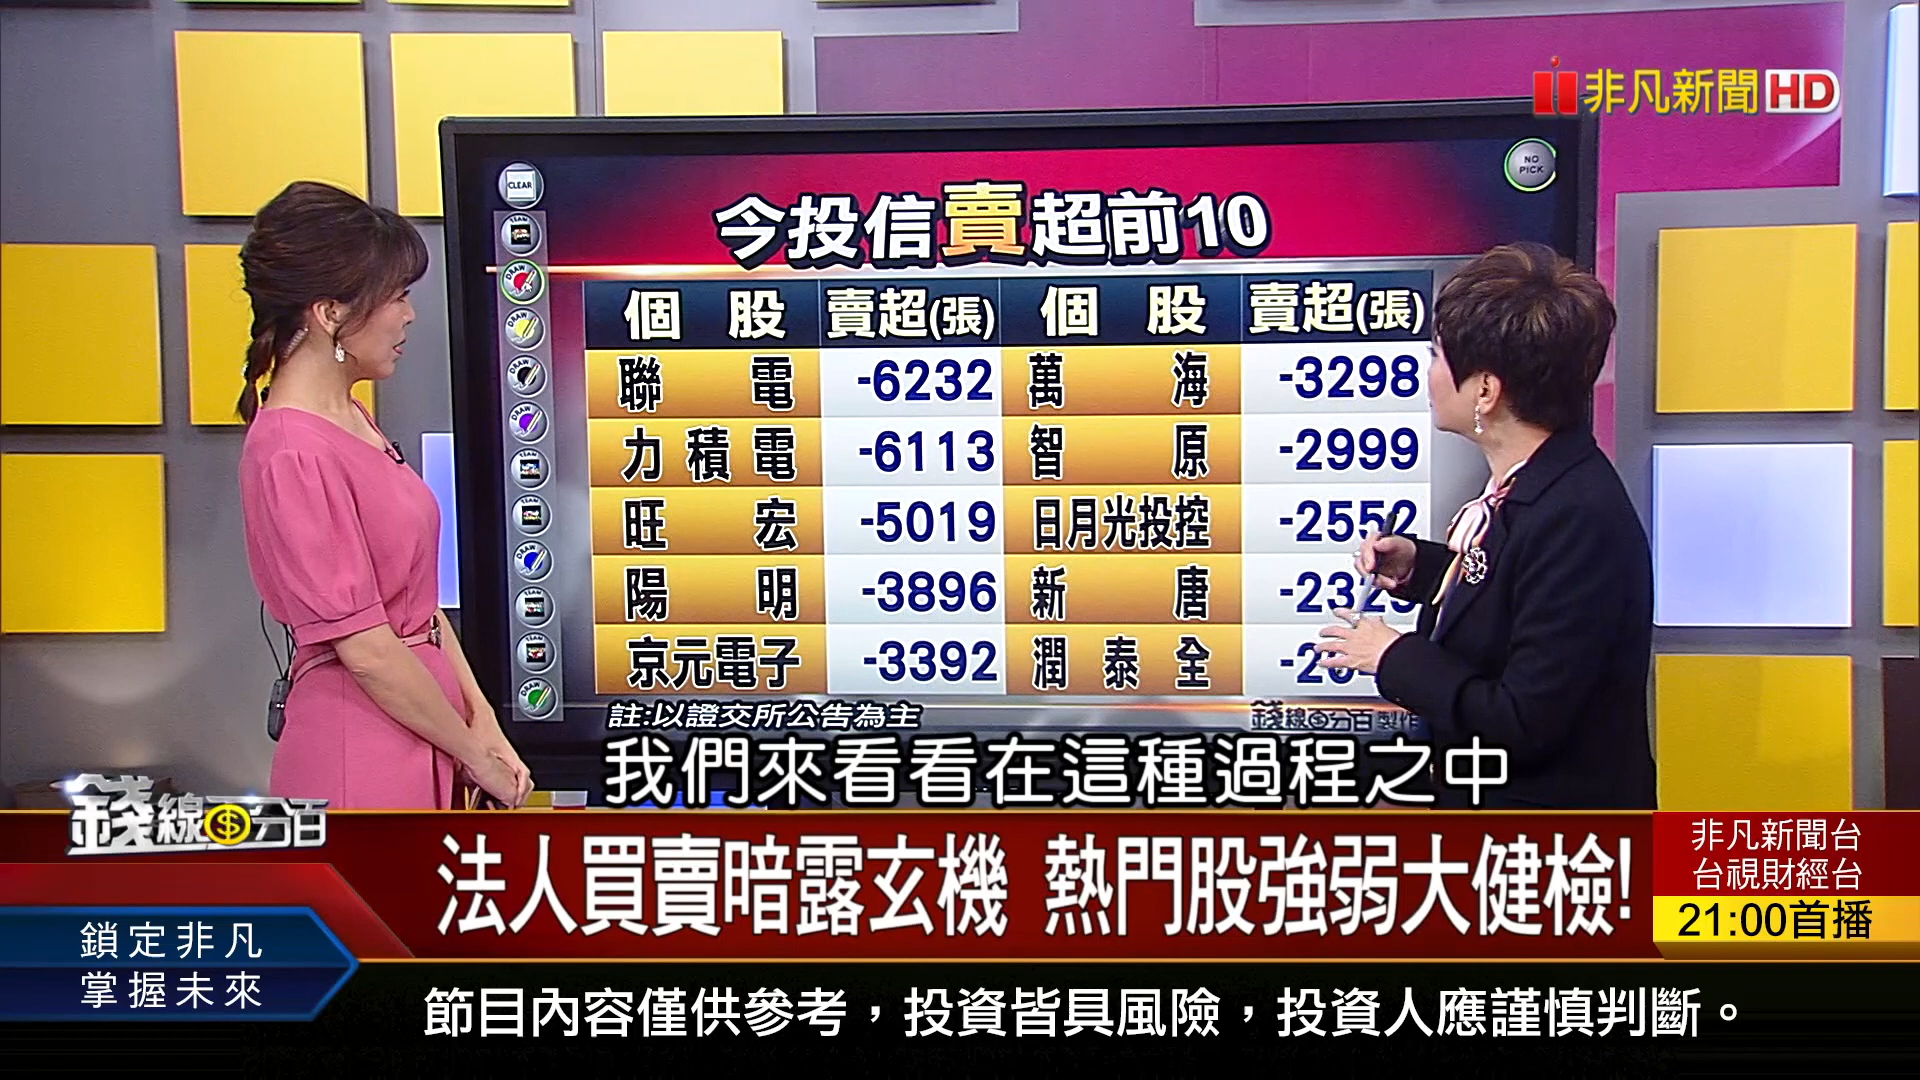 非凡新聞HD
CLEAR
NO PICK
今投信賣超前10
個股 賣超(張) 個股 賣超(張)
聯電 -6232 萬海 -3298
力積電 -6113 智原 -2999
旺宏 -5019 日月光投控 -2552
陽明 -3896 新唐
京元電子 -3392 潤泰全
註:以證交所公告為主
錢線百分百 製作
我們來看看在這種過程之中
錢線百分百
法人買賣暗露玄機 熱門股強弱大健檢!
非凡新聞台
台視財經台
21:00首播
鎖定非凡
掌握未來
節目內容僅供參考，投資皆具風險，投資人應謹慎判斷。